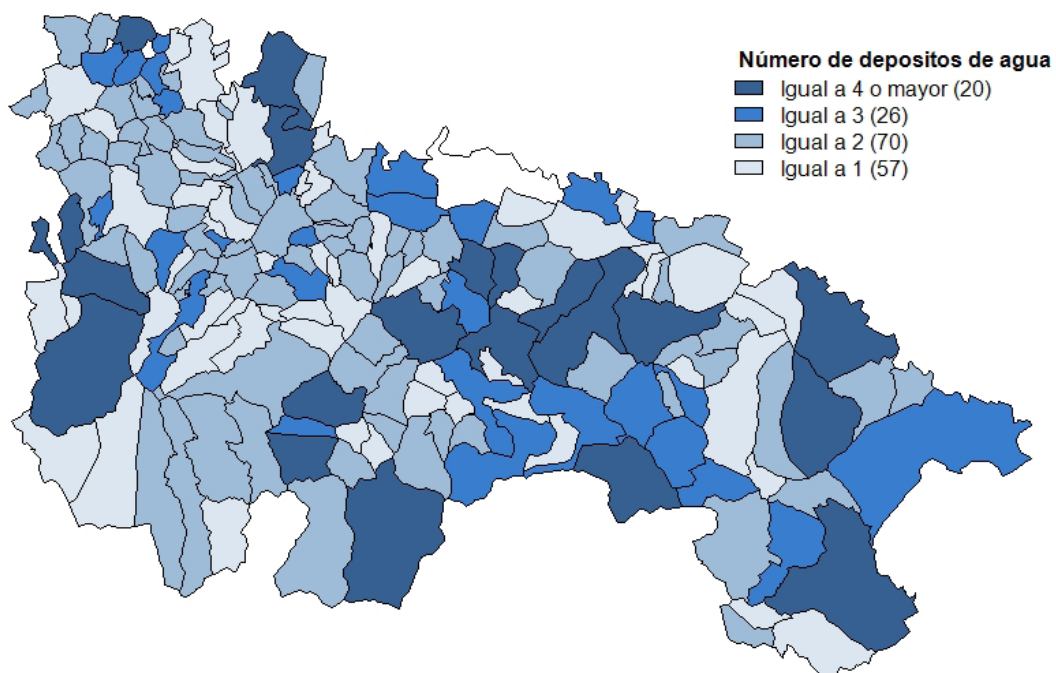 Número de depositos de agua
Igual a 4 o mayor (20)
Igual a 3 (26)
Igual a 2 (70)
Igual a 1 (57)